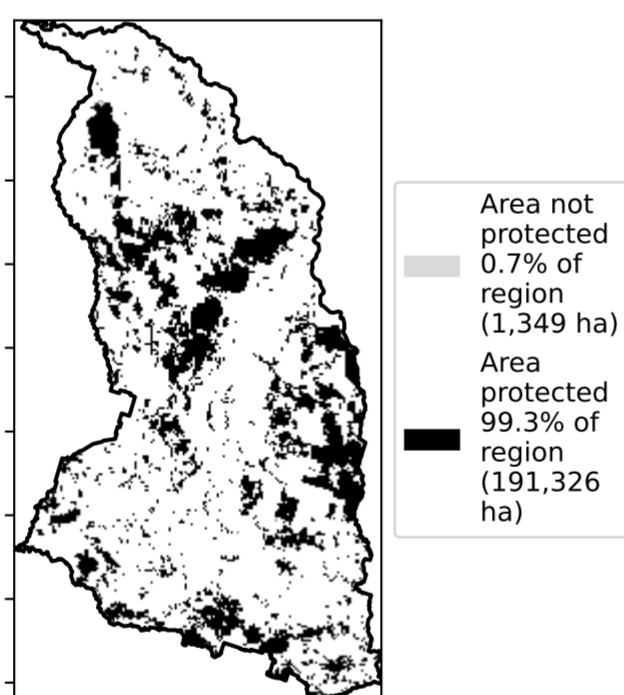 Area not
protected
0.7% of
region
(1,349 ha)
Area
protected
99.3% of
region
(191,326
ha)